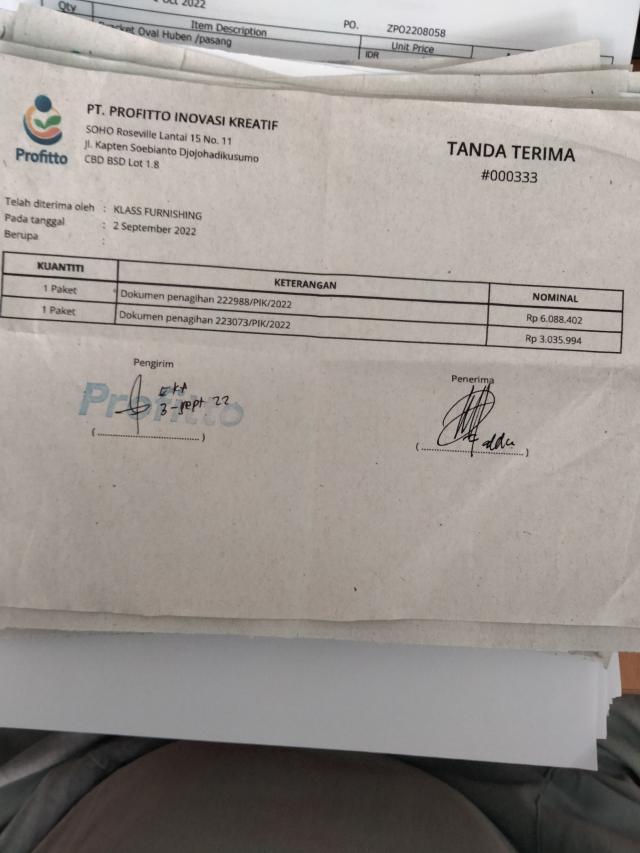 Oct 2022
Qty
Item Description
PO.
ZPO2208058
Oval Huben /pasang
Unit Price
IDR
PT. PROFITTO INOVASI KREATIF
SOHO Roseville Lantai 15 No. 11
Jl. Kapten Soebianto Djojohadikusumo
CBD BSD Lot 1.8
Profitto
TANDA TERIMA
#000333
Telah diterima oleh : KLASS FURNISHING
Pada tanggal : 2 September 2022
Berupa :
KUANTITI KETERANGAN NOMINAL
1 Paket Dokumen penagihan 222988/PIK/2022 Rp 6.088.402
1 Paket Dokumen penagihan 223073/PIK/2022 Rp 3.035.994
Pengirim
Penerima
Profitto
EKA
3-sept 22
(..............................)
(..............................)